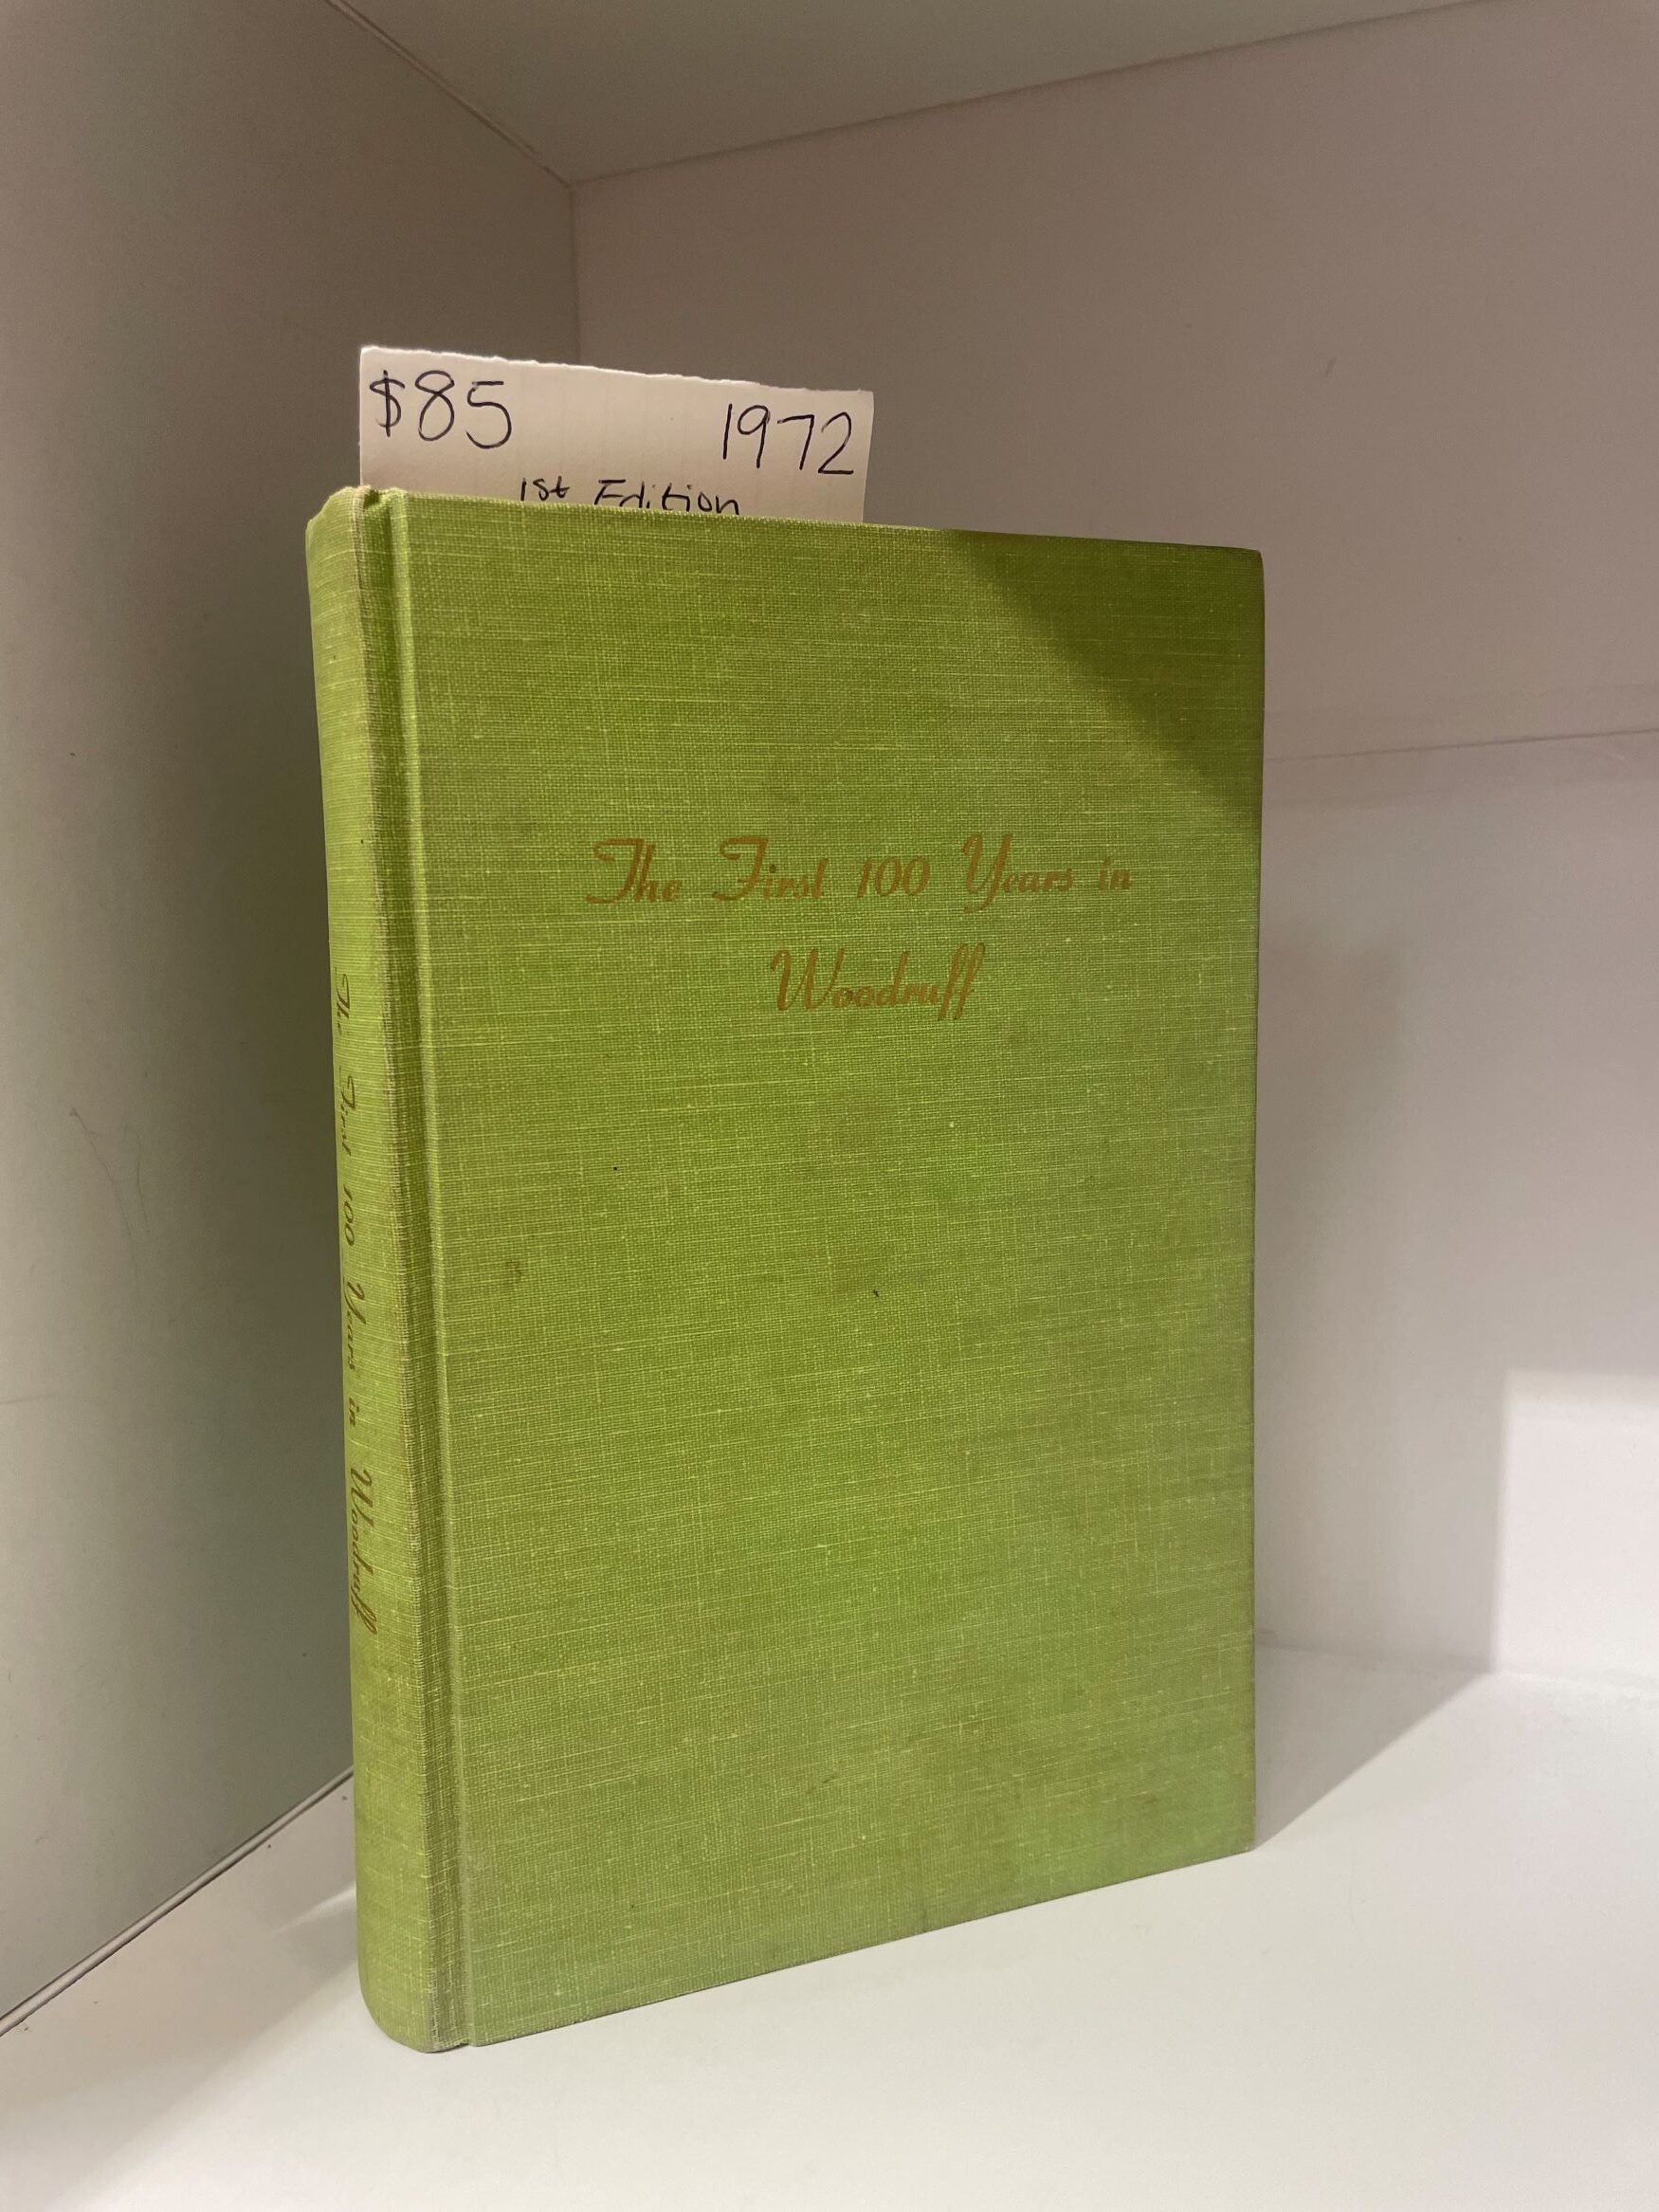 $85 1972
1st Edition
The First 100 Years in
Woodruff
The First 100 Years in Woodruff